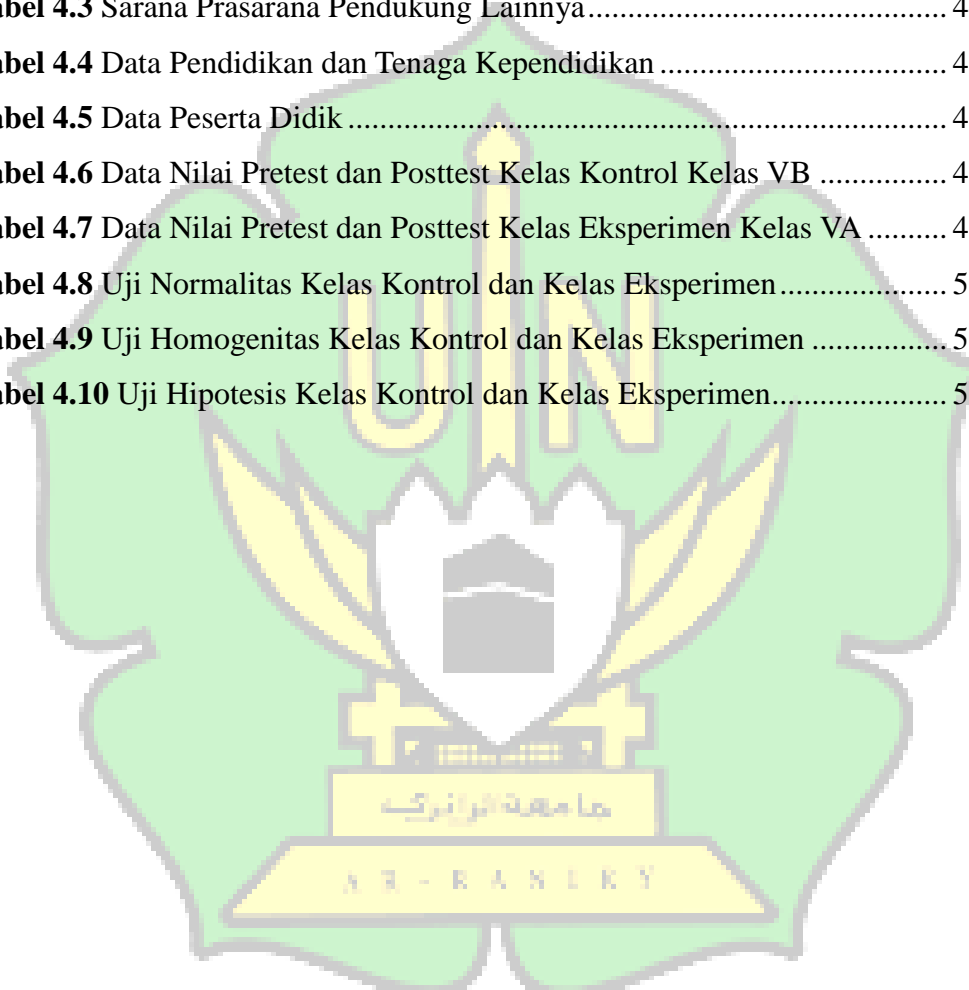 abel 4.3 Sarana Prasarana Pendukung Lainnya............................................ 4
abel 4.4 Data Pendidikan dan Tenaga Kependidikan .................................. 4
abel 4.5 Data Peserta Didik......................................................................... 4
abel 4.6 Data Nilai Pretest dan Posttest Kelas Kontrol Kelas VB ............... 4
abel 4.7 Data Nilai Pretest dan Posttest Kelas Eksperimen Kelas VA .......... 4
abel 4.8 Uji Normalitas Kelas Kontrol dan Kelas Eksperimen.................... 5
abel 4.9 Uji Homogenitas Kelas Kontrol dan Kelas Eksperimen ................ 5
abel 4.10 Uji Hipotesis Kelas Kontrol dan Kelas Eksperimen..................... 5
UIN
جامعة الرانيري
AR-RANIRY